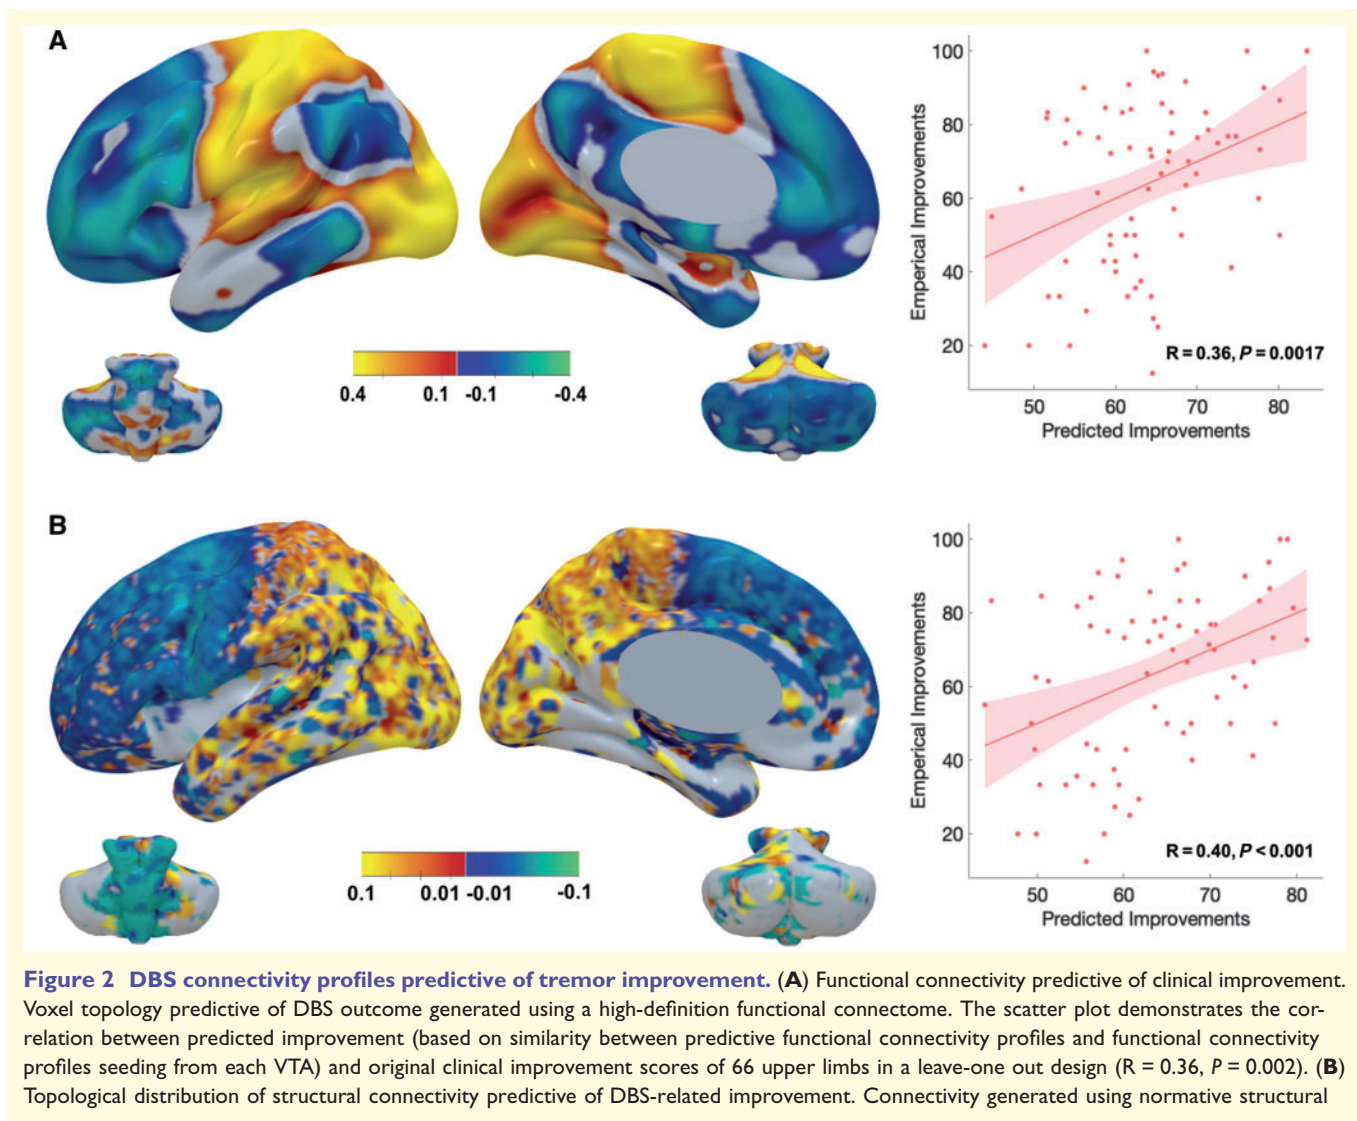 A
100
80
60
40
20
Emperical Improvements
R = 0.36, P = 0.0017
50 60 70 80
Predicted Improvements
0.4 0.1 -0.1 -0.4
B
100
80
60
40
20
Emperical Improvements
R = 0.40, P < 0.001
50 60 70 80
Predicted Improvements
0.1 0.01 -0.01 -0.1
Figure 2 DBS connectivity profiles predictive of tremor improvement. (A) Functional connectivity predictive of clinical improvement.
Voxel topology predictive of DBS outcome generated using a high-definition functional connectome. The scatter plot demonstrates the cor-
relation between predicted improvement (based on similarity between predictive functional connectivity profiles and functional connectivity
profiles seeding from each VTA) and original clinical improvement scores of 66 upper limbs in a leave-one out design (R = 0.36, P = 0.002). (B)
Topological distribution of structural connectivity predictive of DBS-related improvement. Connectivity generated using normative structural